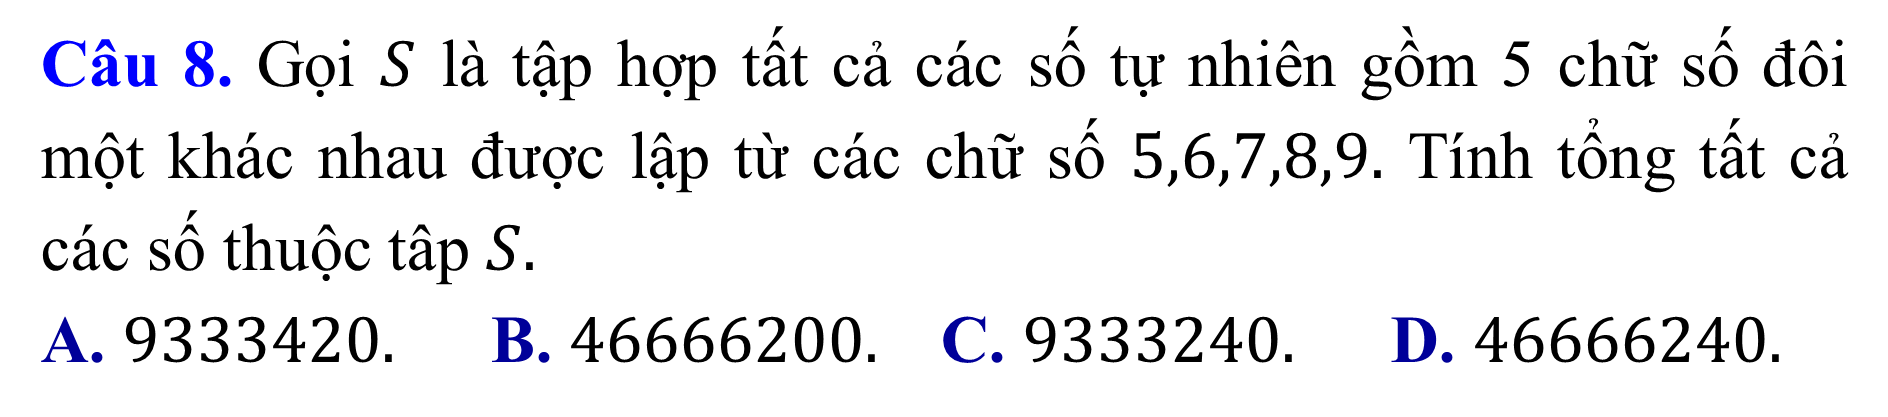 Câu 8. Gọi S là tập hợp tất cả các số tự nhiên gồm 5 chữ số đôi
một khác nhau được lập từ các chữ số 5,6,7,8,9. Tính tổng tất cả
các số thuộc tâp S.
A. 9333420. B. 46666200. C. 9333240. D. 46666240.